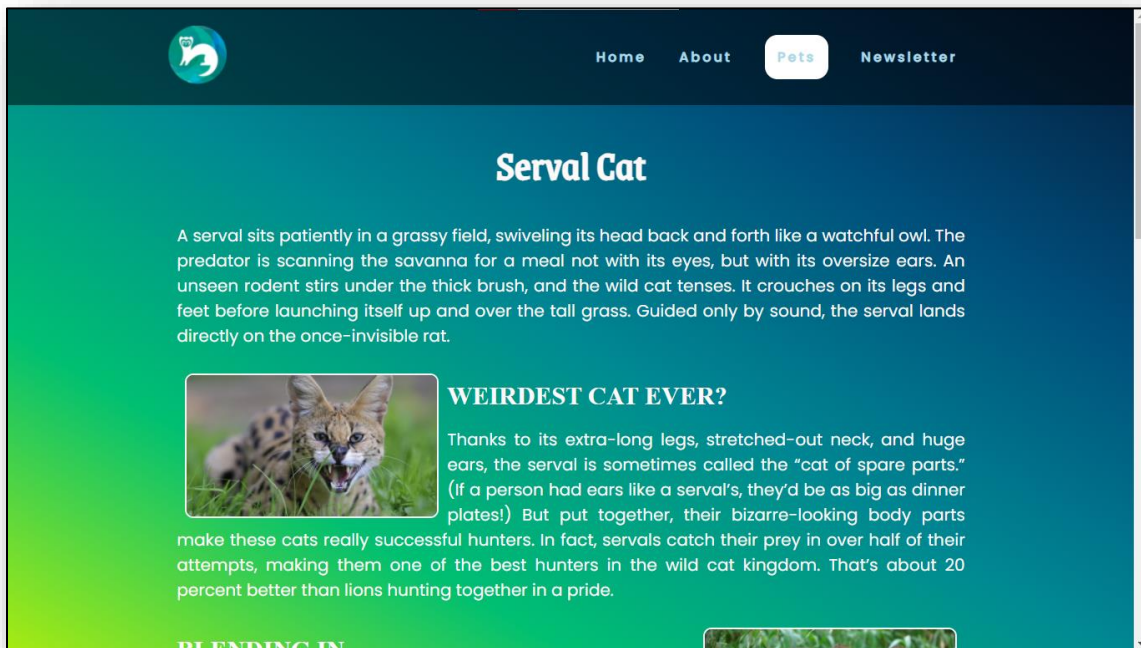 Home About Pets Newsletter
Serval Cat
A serval sits patiently in a grassy field, swiveling its head back and forth like a watchful owl. The
predator is scanning the savanna for a meal not with its eyes, but with its oversize ears. An
unseen rodent stirs under the thick brush, and the wild cat tenses. It crouches on its legs and
feet before launching itself up and over the tall grass. Guided only by sound, the serval lands
directly on the once-invisible rat.
WEIRDEST CAT EVER?
Thanks to its extra-long legs, stretched-out neck, and huge
ears, the serval is sometimes called the “cat of spare parts.”
(If a person had ears like a serval’s, they’d be as big as dinner
plates!) But put together, their bizarre-looking body parts
make these cats really successful hunters. In fact, servals catch their prey in over half of their
attempts, making them one of the best hunters in the wild cat kingdom. That’s about 20
percent better than lions hunting together in a pride.
BLENDING IN